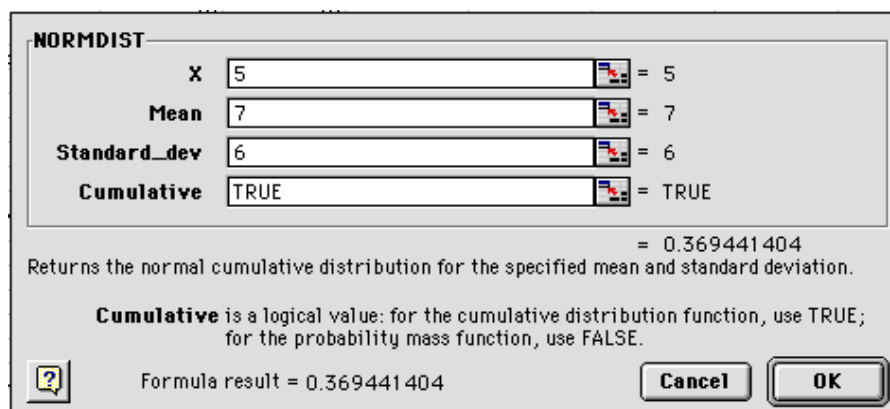 NORMDIST
X 5 = 5
Mean 7 = 7
Standard_dev 6 = 6
Cumulative TRUE = TRUE
= 0.369441404
Returns the normal cumulative distribution for the specified mean and standard deviation.
Cumulative is a logical value: for the cumulative distribution function, use TRUE;
for the probability mass function, use FALSE.
? Formula result = 0.369441404 Cancel OK